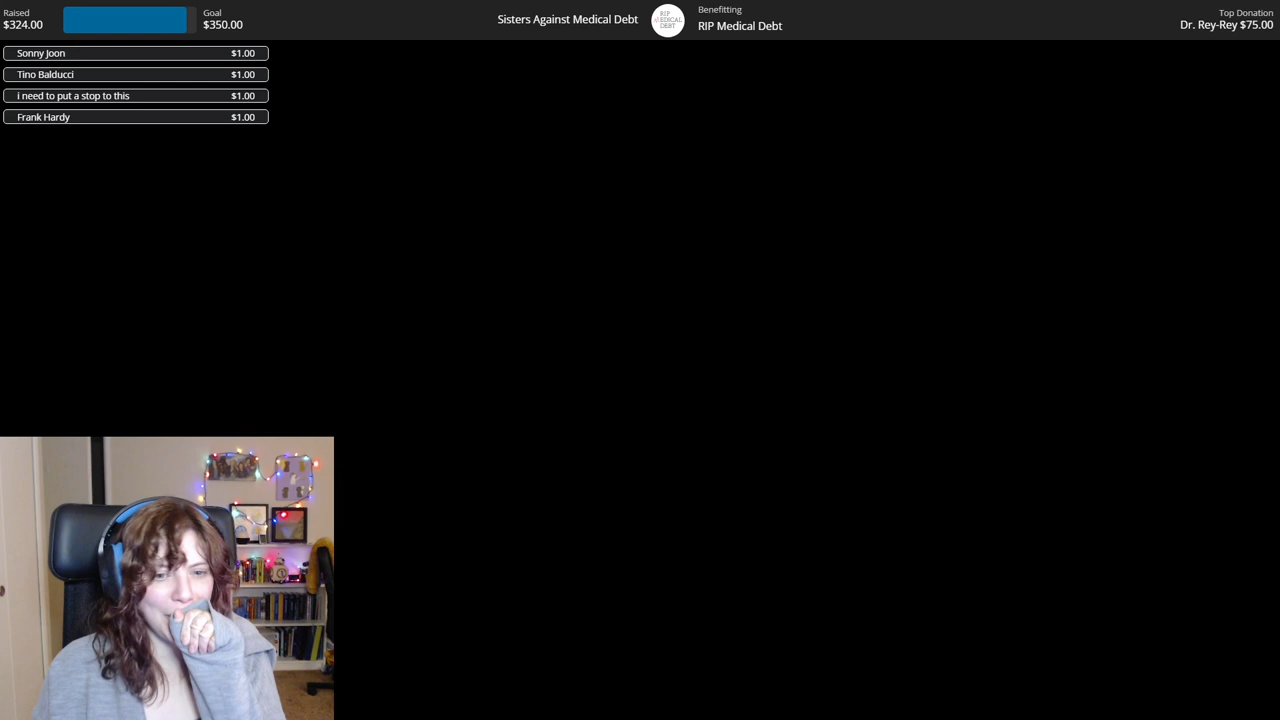 Raised
$324.00
Goal
$350.00
Sisters Against Medical Debt
RIP
MEDICAL
DEBT
Benefitting
RIP Medical Debt
Top Donation
Dr. Rey-Rey $75.00
Sonny Joon $1.00
Tino Balducci $1.00
i need to put a stop to this $1.00
Frank Hardy $1.00